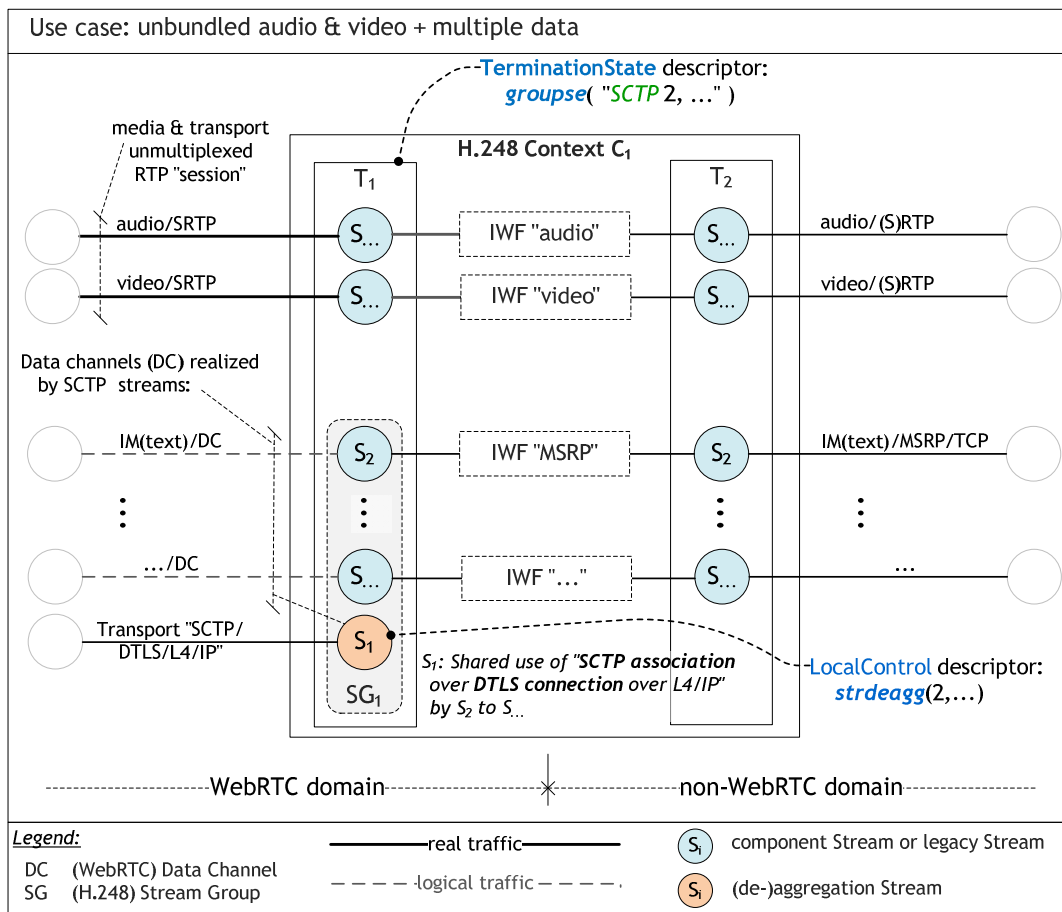 Use case: unbundled audio & video + multiple data
TerminationState descriptor:
groupse( "SCTP 2, ..." )
media & transport
unmultiplexed
RTP "session"
H.248 Context C1
T1
T2
audio/SRTP
S...
IWF "audio"
S...
audio/(S)RTP
video/SRTP
S...
IWF "video"
S...
video/(S)RTP
Data channels (DC) realized
by SCTP streams:
IM(text)/DC
S2
IWF "MSRP"
S2
IM(text)/MSRP/TCP
.../DC
S...
IWF "..."
S...
...
Transport "SCTP/
DTLS/L4/IP"
S1
SG1
S1: Shared use of "SCTP association
over DTLS connection over L4/IP"
by S2 to S...
LocalControl descriptor:
strdeagg(2,...)
WebRTC domain
non-WebRTC domain
Legend:
DC (WebRTC) Data Channel
SG (H.248) Stream Group
real traffic
logical traffic
Si component Stream or legacy Stream
Si (de-)aggregation Stream